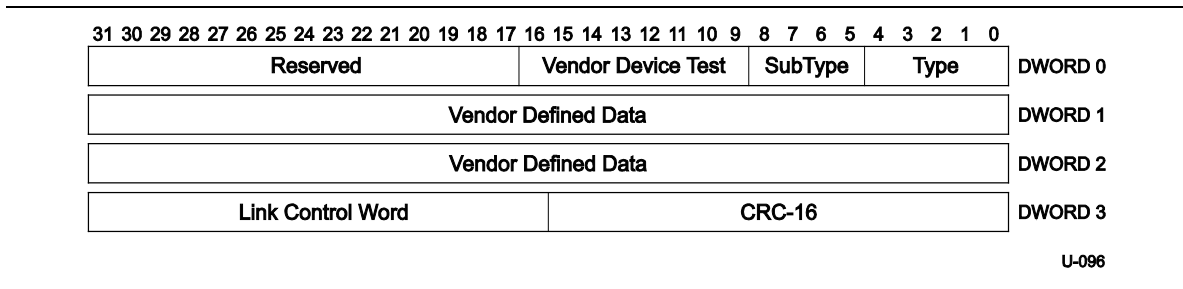 31 30 29 28 27 26 25 24 23 22 21 20 19 18 17 16 15 14 13 12 11 10 9 8 7 6 5 4 3 2 1 0
Reserved Vendor Device Test SubType Type DWORD 0
Vendor Defined Data DWORD 1
Vendor Defined Data DWORD 2
Link Control Word CRC-16 DWORD 3
U-096